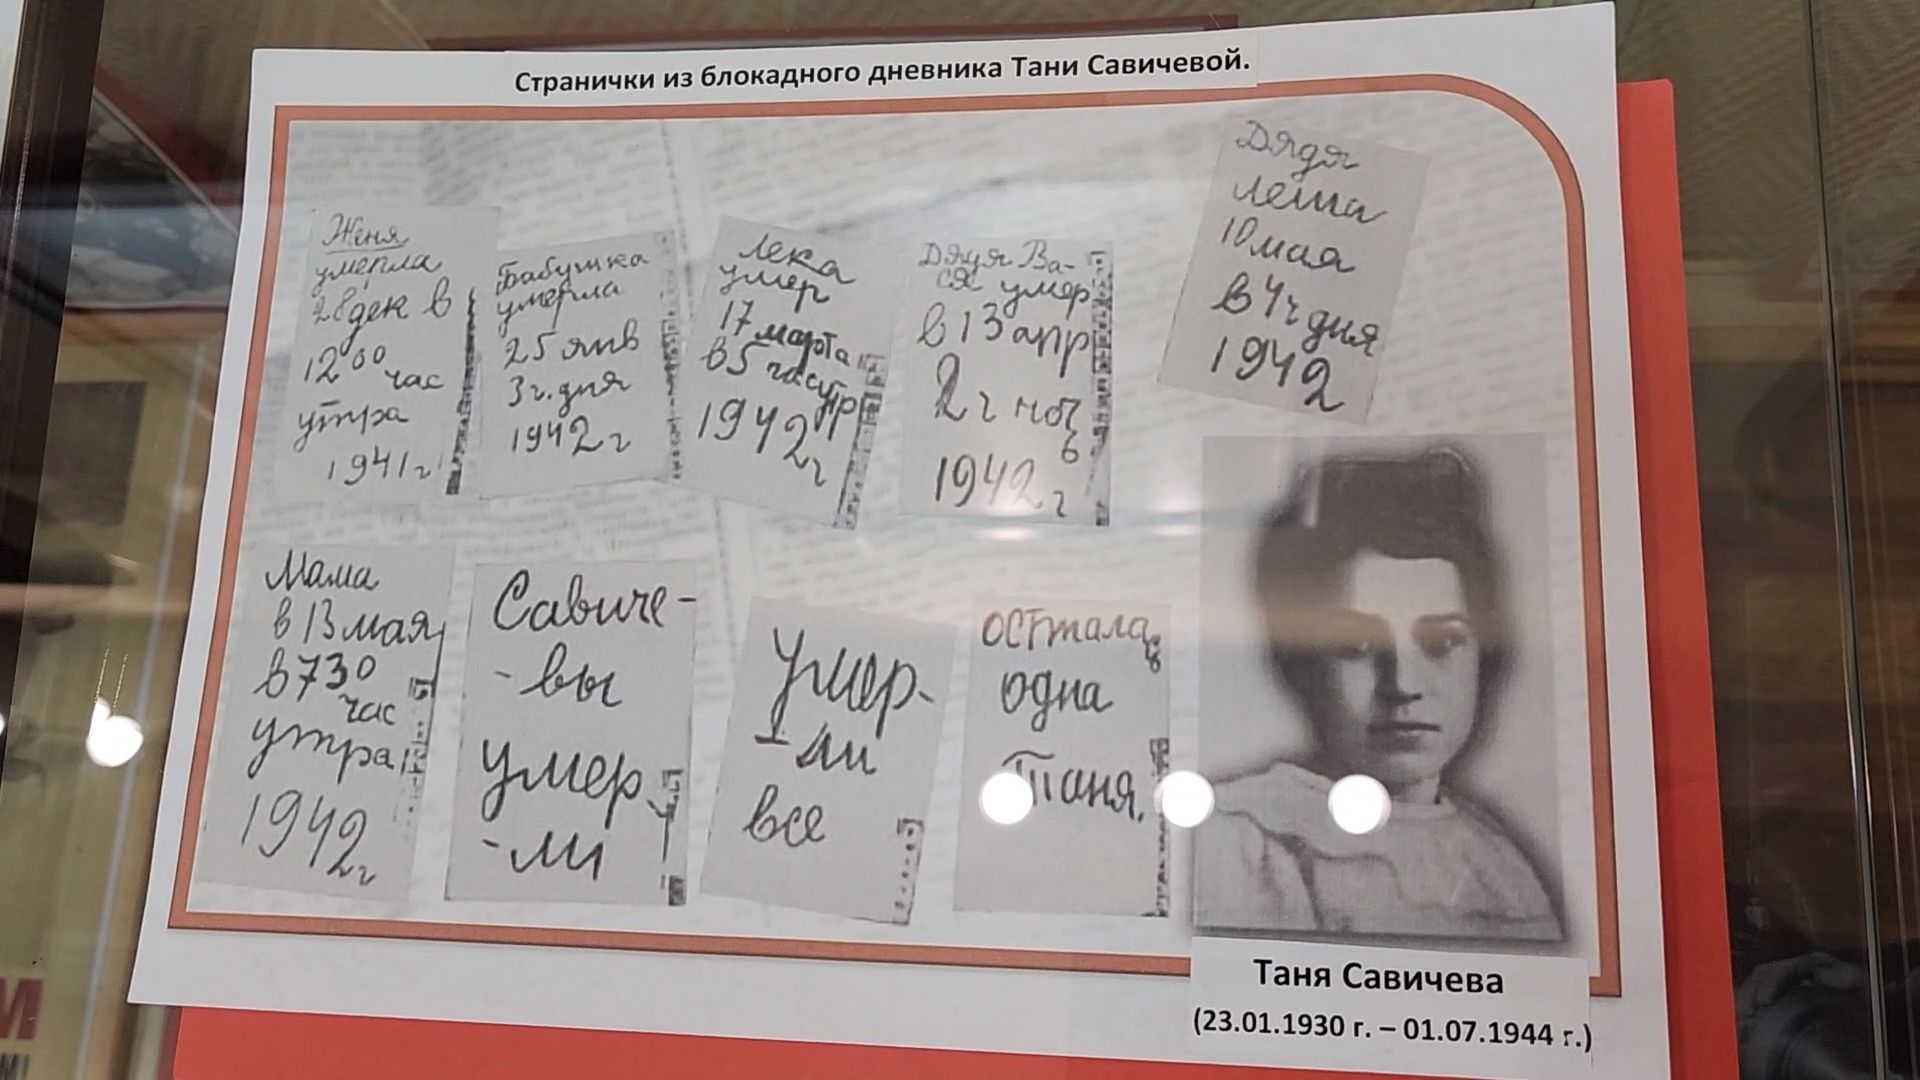 Странички из блокадного дневника Тани Савичевой.
Женя
умерла
28 дек в
12 00 час
утра
1941 г
Бабушка
умерла
25 янв
3 ч. дня
1942 г
Лека
умер
17 марта
в 5 час утр
1942 г
Дядя Ва-
ся умер
в 13 апр
2 ч ноч
ь
1942 г
Дядя
Леша
10 мая
в 4 ч дня
1942
Мама
в 13 мая
в 7 30
час
утра
1942 г
Савиче-
-вы
умер
-ли
Умер-
-ли
все
Осталась
одна
Таня.
Таня Савичева
(23.01.1930 г. – 01.07.1944 г.)
М